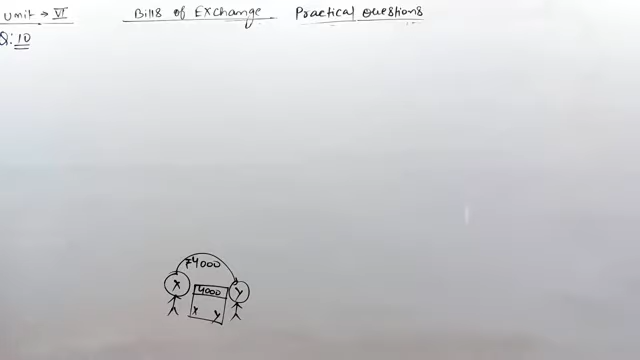 Unit → VI Bills of Exchange Practical Questions
Q: 10
₹4000
X 4000 Y
X Y